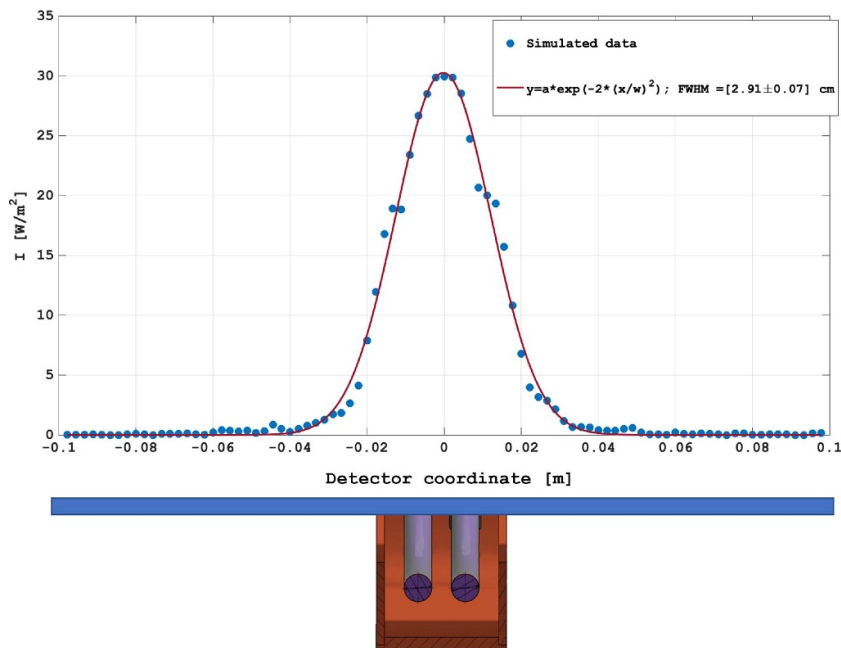 35
30
25
20
15
10
5
0
I [W/m²]
Simulated data
y=a*exp(-2*(x/w)²); FWHM =[2.91±0.07] cm
-0.1 -0.08 -0.06 -0.04 -0.02 0 0.02 0.04 0.06 0.08 0.1
Detector coordinate [m]